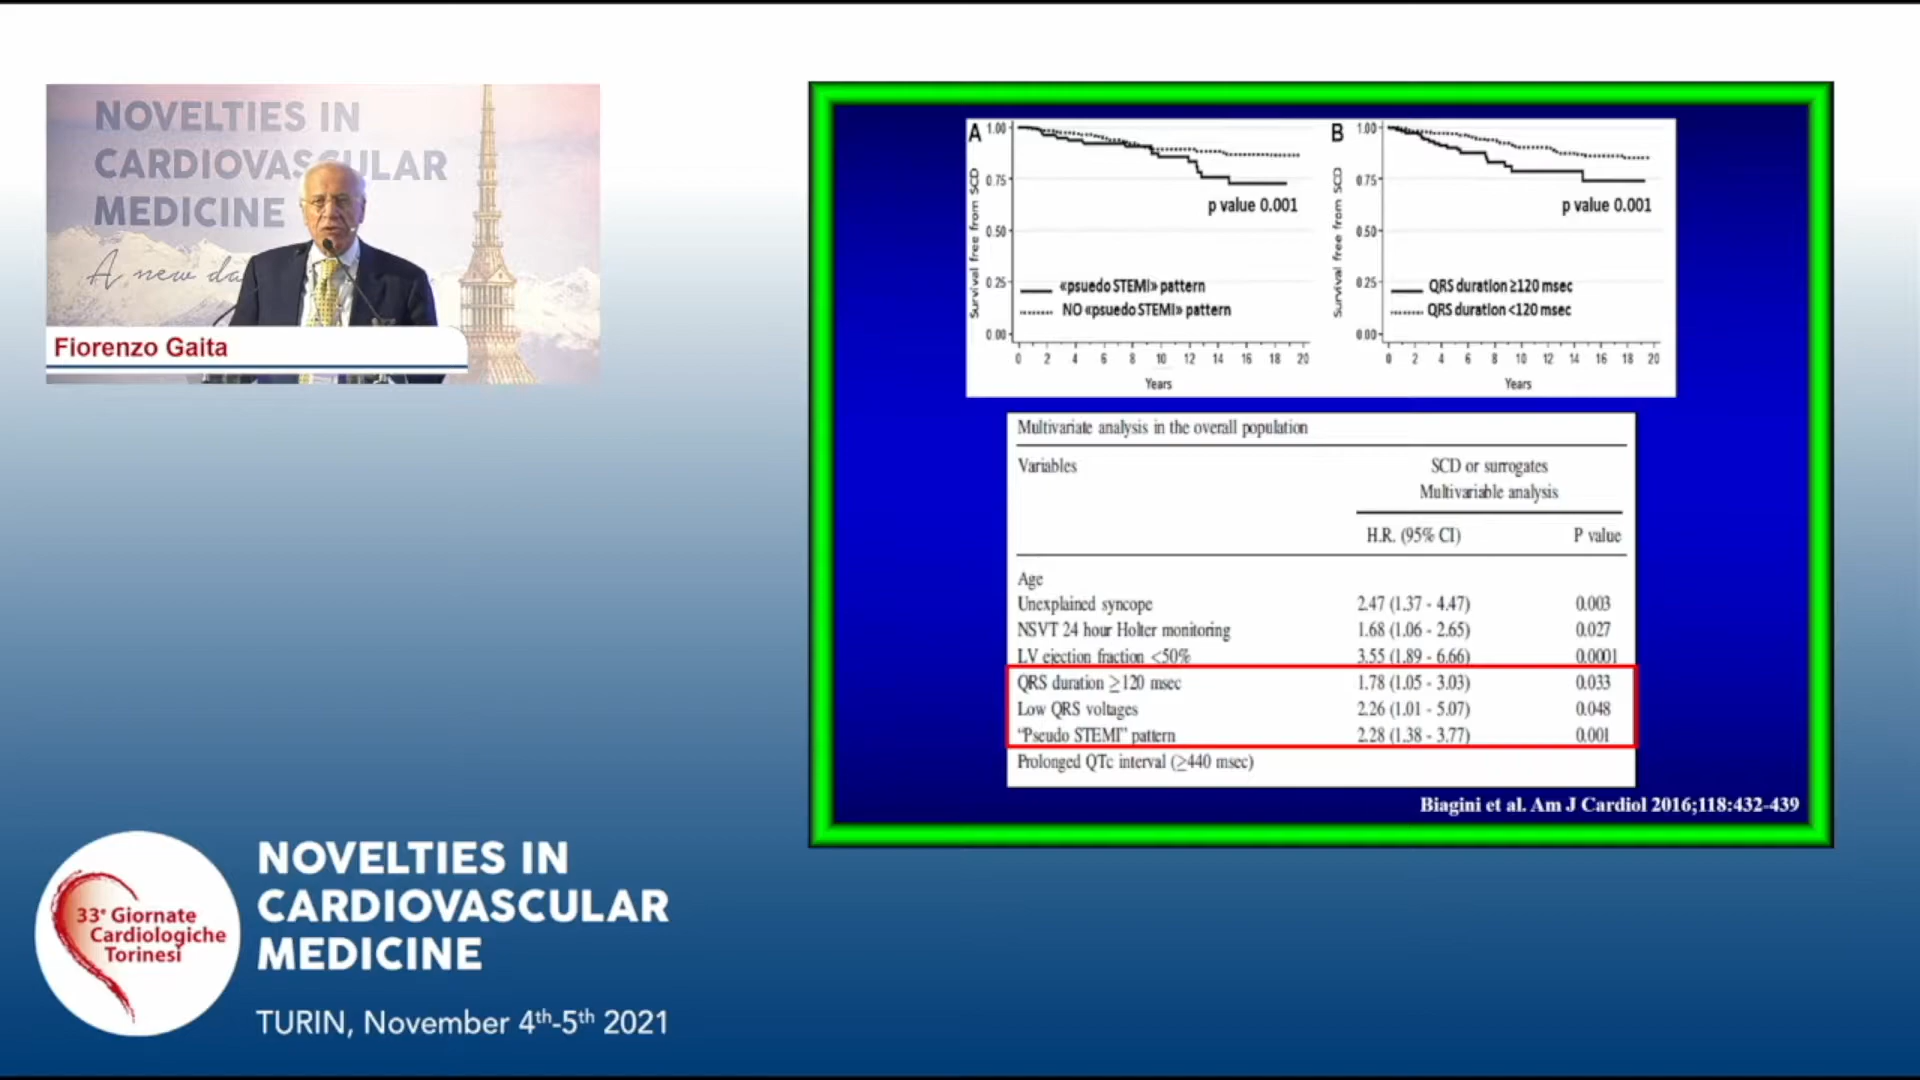 NOVELTIES IN
CARDIOVASCULAR
MEDICINE
A new da
Fiorenzo Gaita
A
1.00
0.75
0.50
0.25
0.00
Survival free from SCD
p value 0.001
«psuedo STEMI» pattern
NO «psuedo STEMI» pattern
0 2 4 6 8 10 12 14 16 18 20
Years
B
1.00
0.75
0.50
0.25
0.00
Survival free from SCD
p value 0.001
QRS duration ≥120 msec
QRS duration <120 msec
0 2 4 6 8 10 12 14 16 18 20
Years
Multivariate analysis in the overall population
Variables SCD or surrogates
Multivariable analysis
H.R. (95% CI) P value
Age
Unexplained syncope 2.47 (1.37 - 4.47) 0.003
NSVT 24 hour Holter monitoring 1.68 (1.06 - 2.65) 0.027
LV ejection fraction <50% 3.55 (1.89 - 6.66) 0.0001
QRS duration ≥120 msec 1.78 (1.05 - 3.03) 0.033
Low QRS voltages 2.26 (1.01 - 5.07) 0.048
“Pseudo STEMI” pattern 2.28 (1.38 - 3.77) 0.001
Prolonged QTc interval (≥440 msec)
Biagini et al. Am J Cardiol 2016;118:432-439
33e Giornate
Cardiologiche
Torinesi
NOVELTIES IN
CARDIOVASCULAR
MEDICINE
TURIN, November 4th-5th 2021